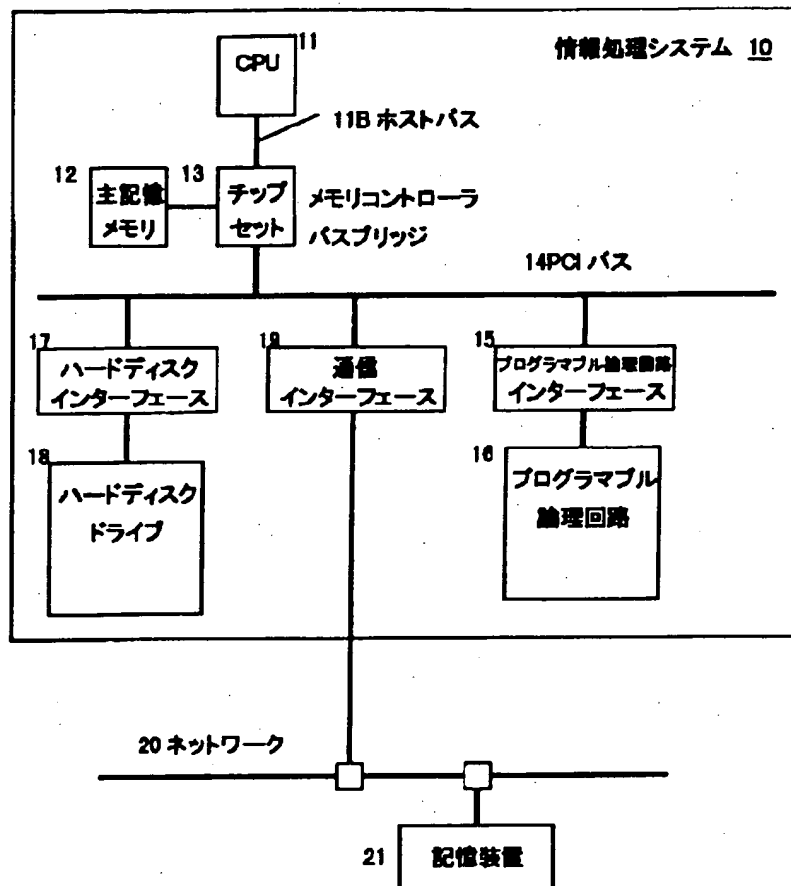 情報処理システム 10
11
CPU
11B ホストバス
12
主記憶
メモリ
13
チップ
セット
メモリコントローラ
バスブリッジ
14PCI バス
17
ハードディスク
インターフェース
19
通信
インターフェース
15
プログラマブル論理回路
インターフェース
18
ハードディスク
ドライブ
16
プログラマブル
論理回路
20 ネットワーク
21
記憶装置